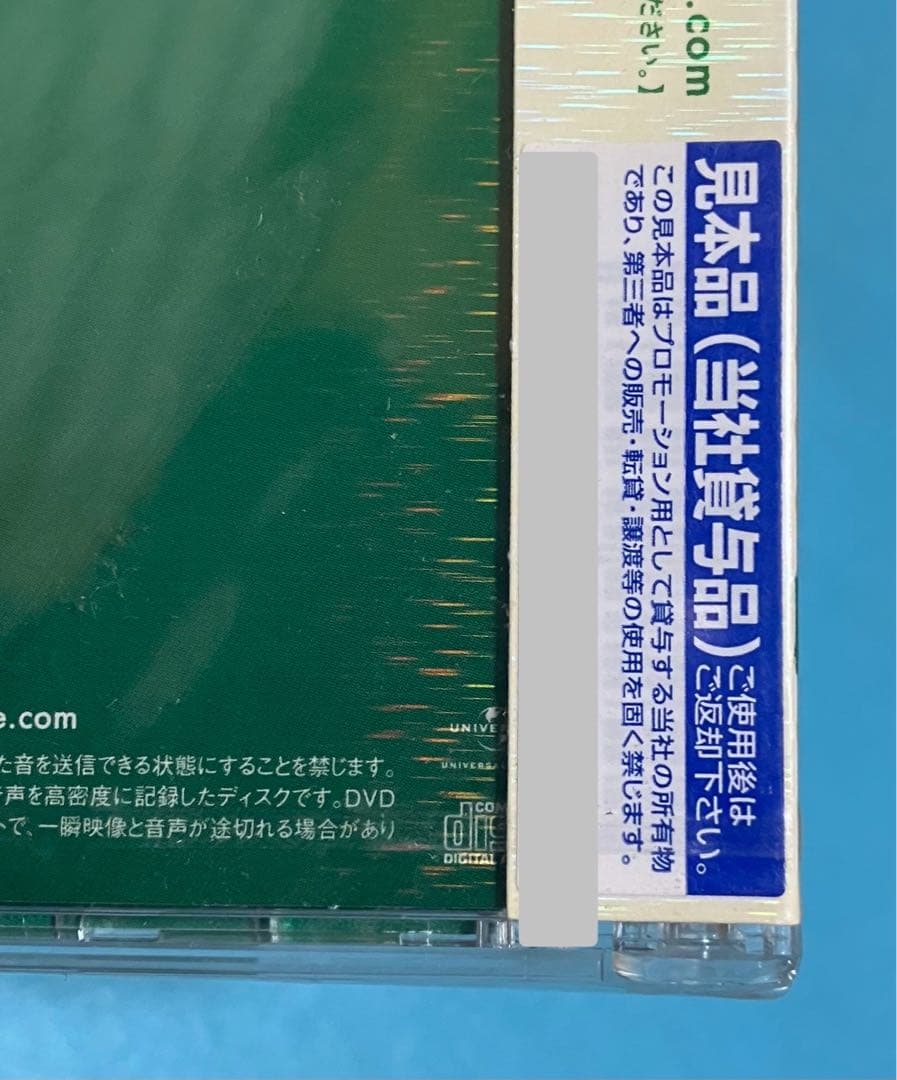 .com
ださい。】
見本品（当社貸与品）ご使用後は
ご返却下さい。
この見本品はプロモーション用として貸与する当社の所有物
であり、第三者への販売・転貸・譲渡等の使用を固く禁じます。
e.com
た音を送信できる状態にすることを禁じます。
音声を高密度に記録したディスクです。DVD
トで、一瞬映像と音声が途切れる場合があり
UNIVE
UNIVERSAL
COM
dis
DIGITAL A